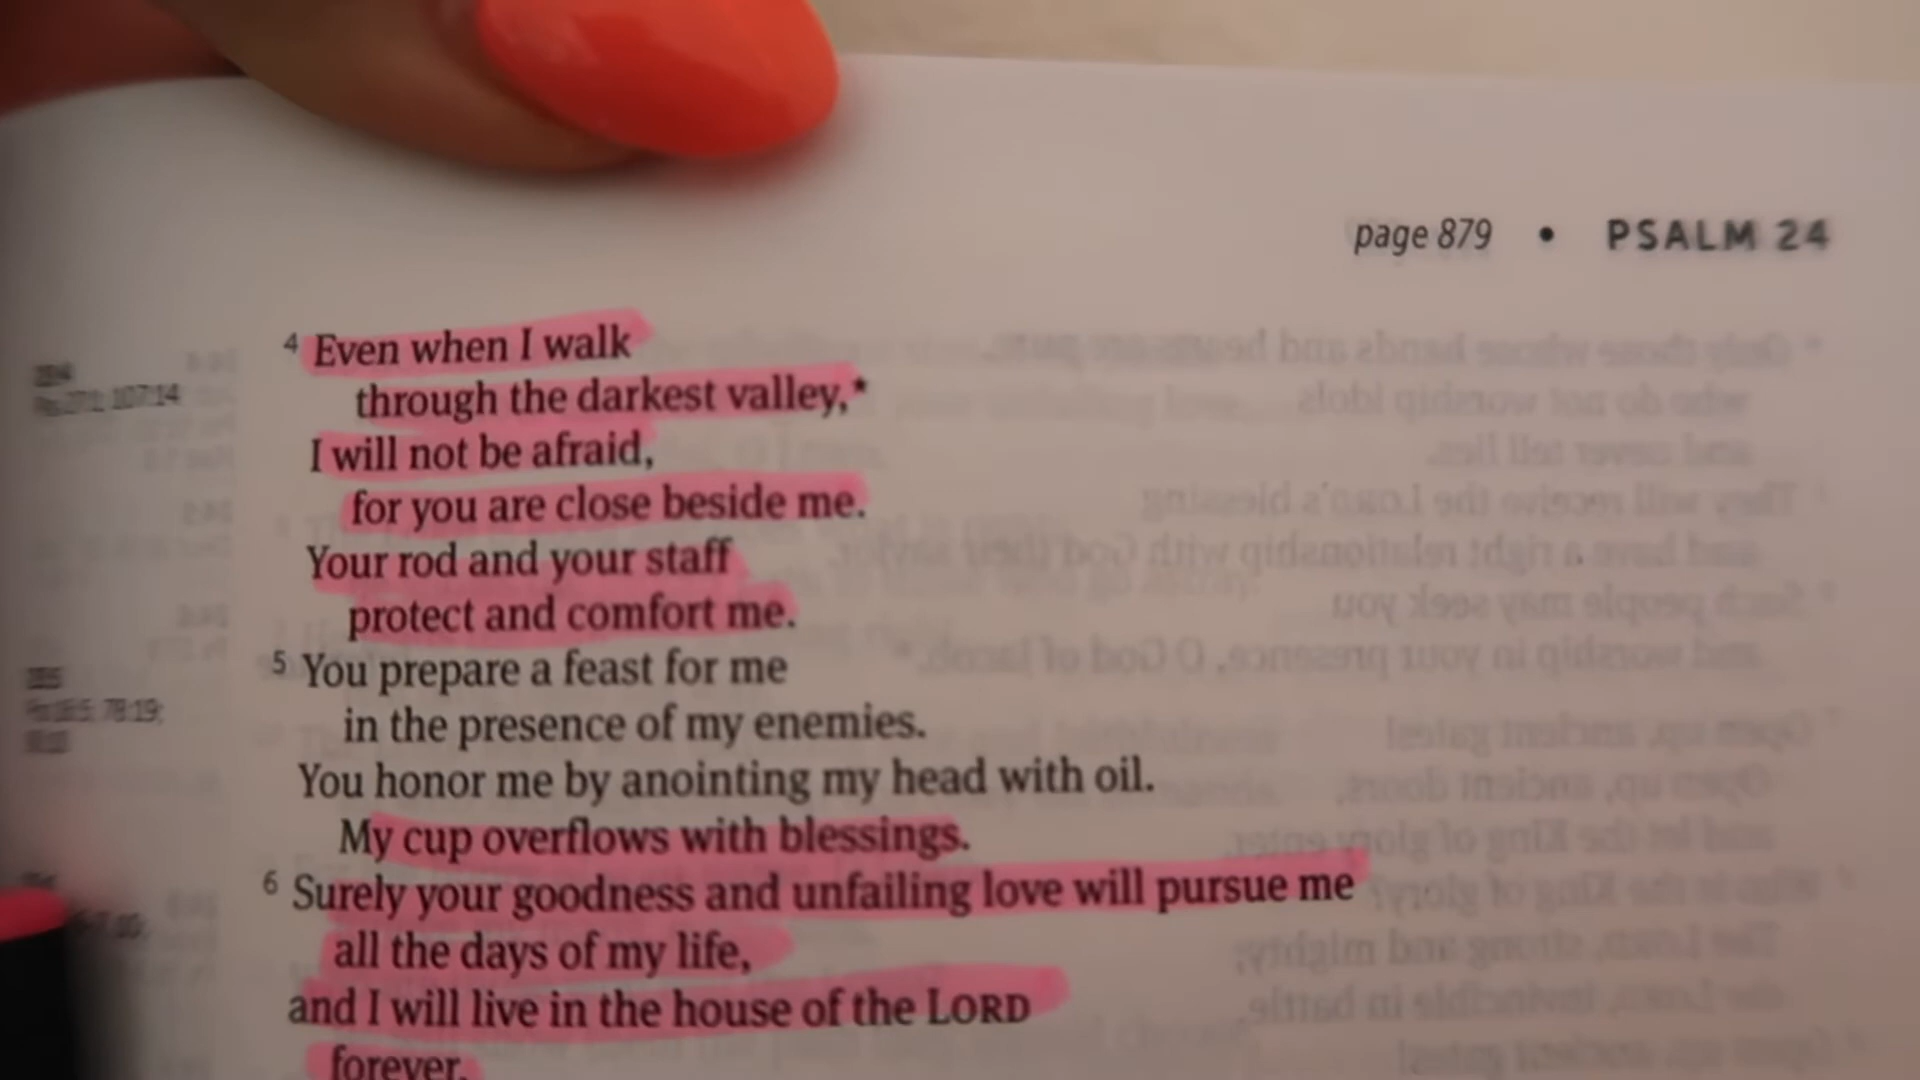 page 879 • PSALM 24
4 Even when I walk
through the darkest valley,*
I will not be afraid,
for you are close beside me.
Your rod and your staff
protect and comfort me.
5 You prepare a feast for me
in the presence of my enemies.
You honor me by anointing my head with oil.
My cup overflows with blessings.
6 Surely your goodness and unfailing love will pursue me
all the days of my life,
and I will live in the house of the LORD
forever.
107:14
78:19;